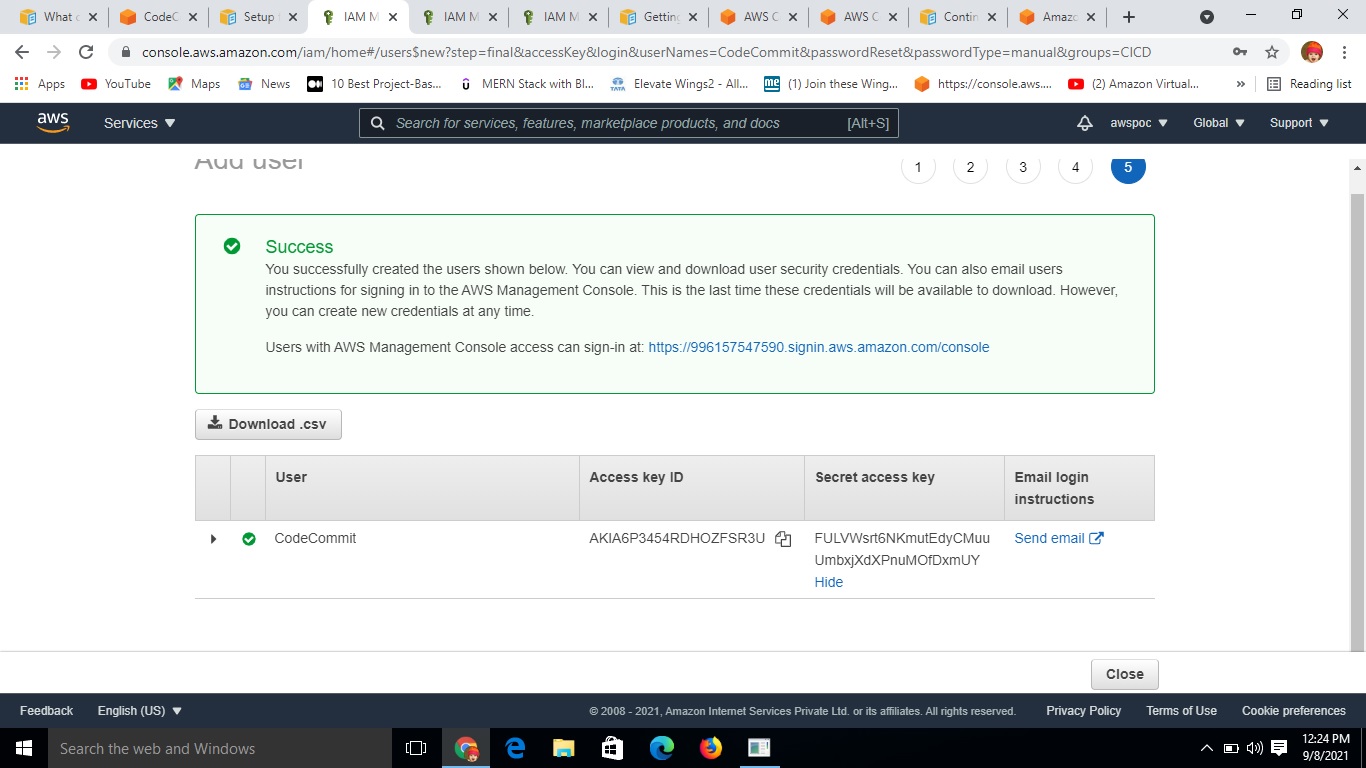 What
CodeC
Setup
IAM M
IAM M
IAM M
Getting
AWS C
AWS C
Contin
Amazo
console.aws.amazon.com/iam/home#/users$new?step=final&accessKey&login&userNames=CodeCommit&passwordReset&passwordType=manual&groups=CICD
Apps YouTube Maps News 10 Best Project-Bas... MERN Stack with Bl... Elevate Wings2 - All... (1) Join these Wing... https://console.aws.... (2) Amazon Virtual... » Reading list
aws Services Search for services, features, marketplace products, and docs [Alt+S] awspoc Global Support
Add user 1 2 3 4 5
Success
You successfully created the users shown below. You can view and download user security credentials. You can also email users
instructions for signing in to the AWS Management Console. This is the last time these credentials will be available to download. However,
you can create new credentials at any time.
Users with AWS Management Console access can sign-in at: https://996157547590.signin.aws.amazon.com/console
Download .csv
User Access key ID Secret access key Email login
instructions
CodeCommit AKIA6P3454RDHOZFSR3U FULVWsrt6NKmutEdyCMuu Send email
UmbxjXdXPnuMOfDxmUY
Hide
Close
Feedback English (US) © 2008 - 2021, Amazon Internet Services Private Ltd. or its affiliates. All rights reserved. Privacy Policy Terms of Use Cookie preferences
Search the web and Windows 12:24 PM
9/8/2021